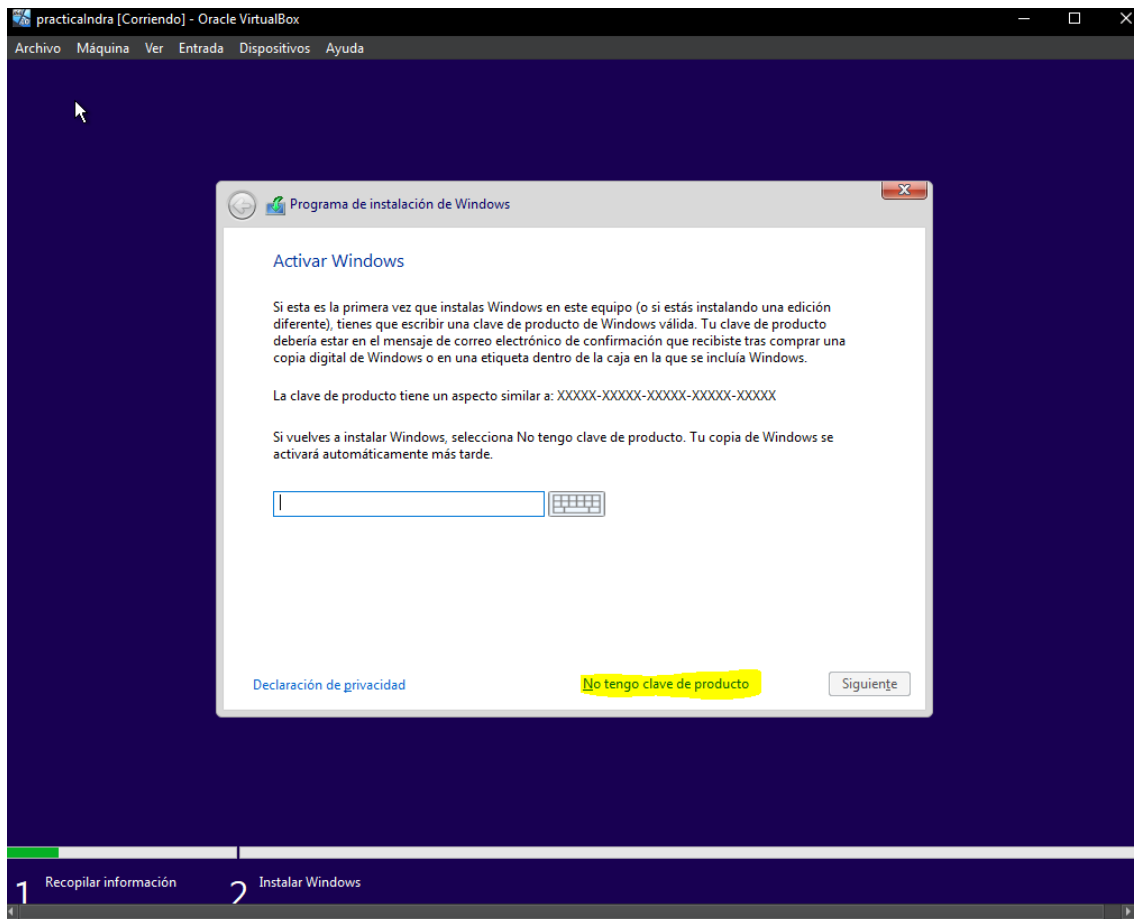 practicaIndra [Corriendo] - Oracle VirtualBox
Archivo Máquina Ver Entrada Dispositivos Ayuda
Programa de instalación de Windows
Activar Windows
Si esta es la primera vez que instalas Windows en este equipo (o si estás instalando una edición
diferente), tienes que escribir una clave de producto de Windows válida. Tu clave de producto
debería estar en el mensaje de correo electrónico de confirmación que recibiste tras comprar una
copia digital de Windows o en una etiqueta dentro de la caja en la que se incluía Windows.
La clave de producto tiene un aspecto similar a: XXXXX-XXXXX-XXXXX-XXXXX-XXXXX
Si vuelves a instalar Windows, selecciona No tengo clave de producto. Tu copia de Windows se
activará automáticamente más tarde.
Declaración de privacidad No tengo clave de producto Siguiente
1 Recopilar información 2 Instalar Windows